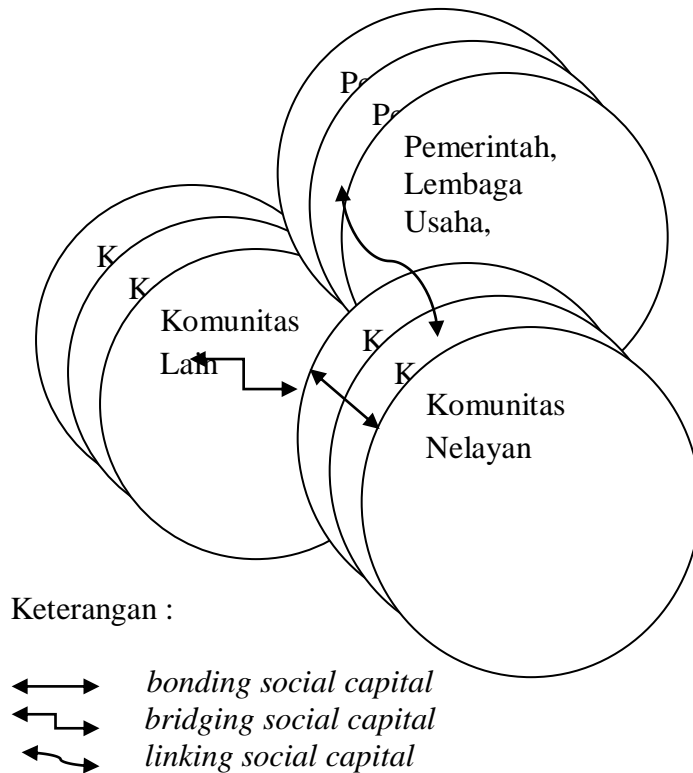 Pemerintah,
Lembaga
Usaha,
Komunitas
Lain
Komunitas
Nelayan
Keterangan :
bonding social capital
bridging social capital
linking social capital